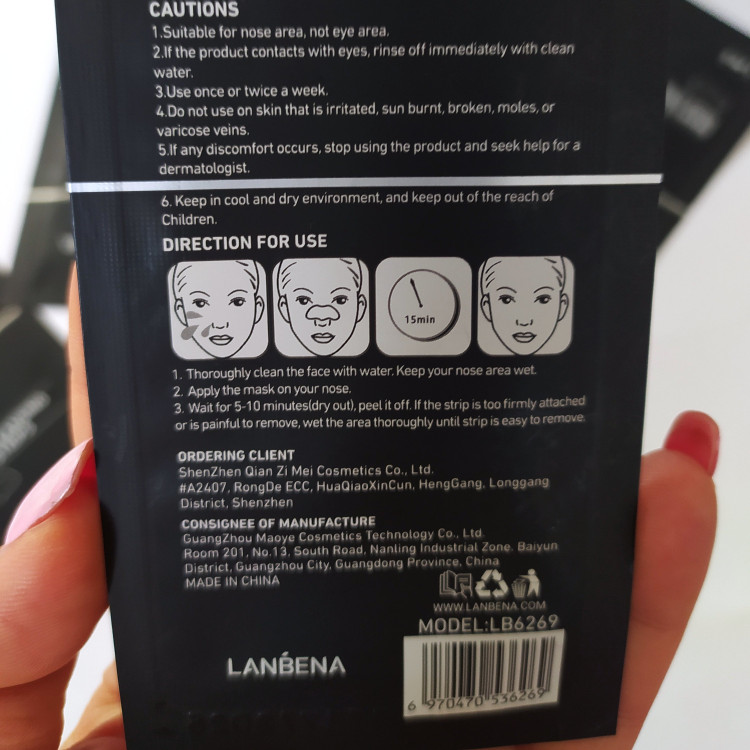 CAUTIONS
1.Suitable for nose area, not eye area.
2.If the product contacts with eyes, rinse off immediately with clean
water.
3.Use once or twice a week.
4.Do not use on skin that is irritated, sun burnt, broken, moles, or
varicose veins.
5.If any discomfort occurs, stop using the product and seek help for a
dermatologist.
6. Keep in cool and dry environment, and keep out of the reach of
Children.
DIRECTION FOR USE
15min
1. Thoroughly clean the face with water. Keep your nose area wet.
2. Apply the mask on your nose.
3. Wait for 5-10 minutes(dry out), peel it off. If the strip is too firmly attached
or is painful to remove, wet the area thoroughly until strip is easy to remove.
ORDERING CLIENT
ShenZhen Qian Zi Mei Cosmetics Co., Ltd.
#A2407, RongDe ECC, HuaQiaoXinCun, HengGang, Longgang
District, Shenzhen
CONSIGNEE OF MANUFACTURE
GuangZhou Maoye Cosmetics Technology Co., Ltd.
Room 201, No.13, South Road, Nanling Industrial Zone, Baiyun
District, Guangzhou City, Guangdong Province, China
MADE IN CHINA
WWW.LANBENA.COM
MODEL:LB6269
LANBENA
6 970470 536269